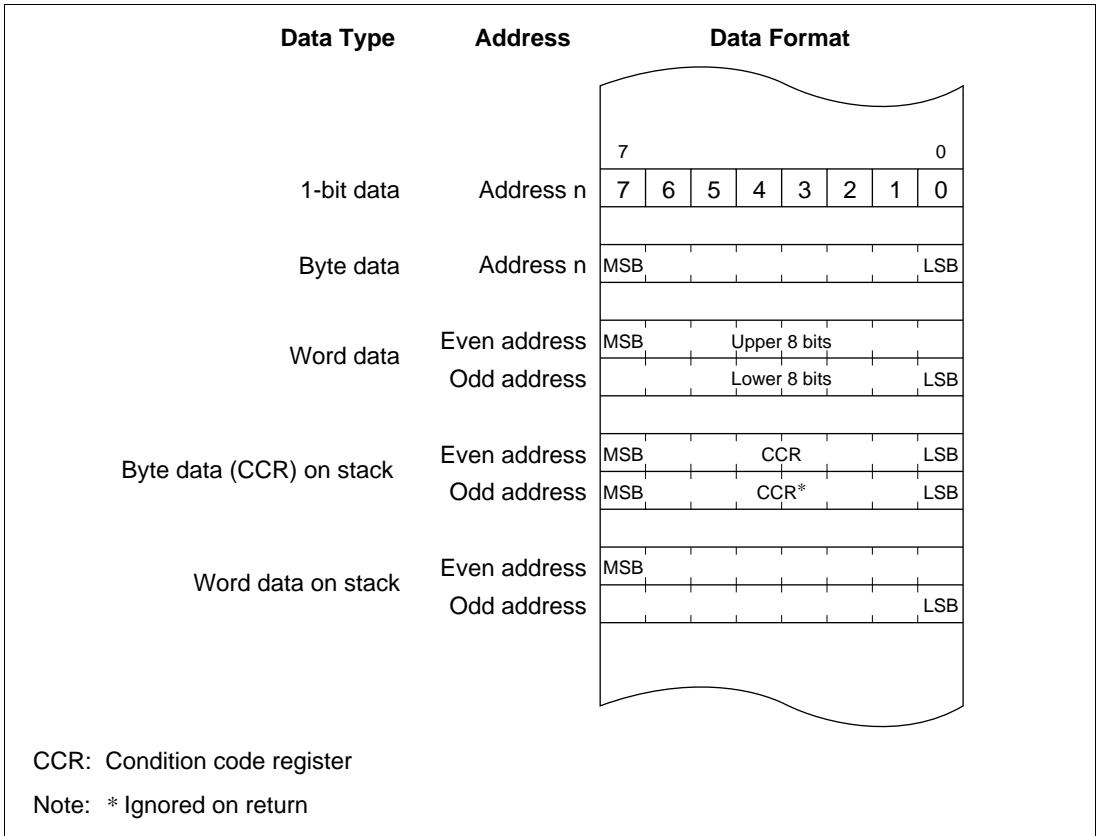 Data Type Address Data Format
7 0
1-bit data Address n 7 6 5 4 3 2 1 0
Byte data Address n MSB LSB
Word data
Even address MSB Upper 8 bits
Odd address Lower 8 bits LSB
Byte data (CCR) on stack
Even address MSB CCR LSB
Odd address MSB CCR* LSB
Word data on stack
Even address MSB
Odd address LSB
CCR: Condition code register
Note: * Ignored on return